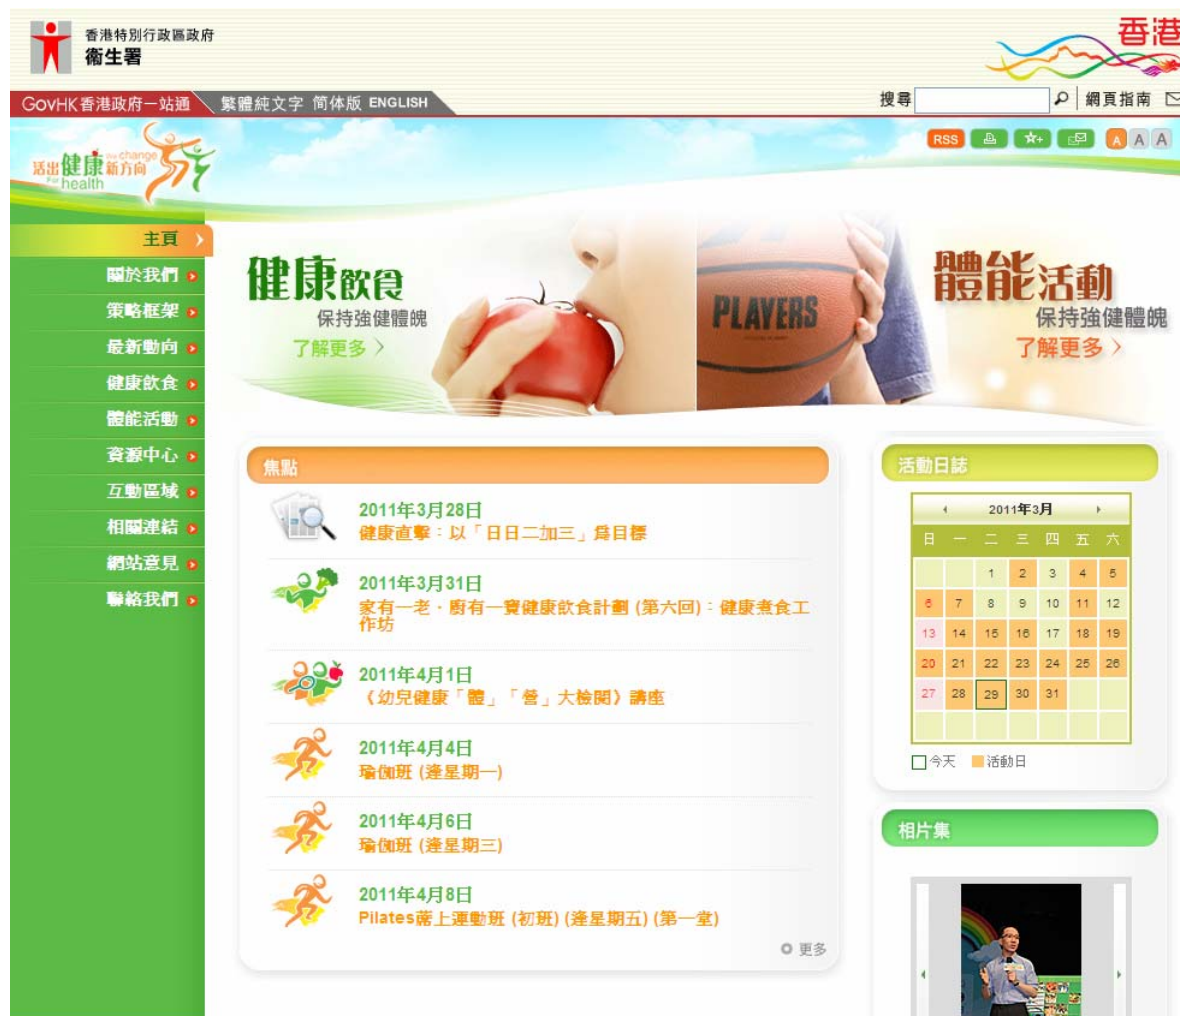 香港特別行政區政府
衞生署
香港
GOVHK香港政府一站通
繁體純文字 简体版 ENGLISH
搜尋
網頁指南
RSS
A A A
活出健康新方向
change
For health
主頁
關於我們
策略框架
最新動向
健康飲食
體能活動
資源中心
互動區域
相關連結
網站意見
聯絡我們
健康飲食
保持強健體魄
了解更多
PLAYERS
體能活動
保持強健體魄
了解更多
焦點
2011年3月28日
健康直擊：以「日日二加三」為目標
2011年3月31日
家有一老．廚有一寶健康飲食計劃 (第六回)：健康煮食工
作坊
2011年4月1日
《幼兒健康「體」「營」大檢閱》講座
2011年4月4日
瑜伽班 (逢星期一)
2011年4月6日
瑜伽班 (逢星期三)
2011年4月8日
Pilates蓆上運動班 (初班) (逢星期五) (第一堂)
更多
活動日誌
2011年3月
日 一 二 三 四 五 六
1 2 3 4 5
6 7 8 9 10 11 12
13 14 15 16 17 18 19
20 21 22 23 24 25 26
27 28 29 30 31
今天 活動日
相片集